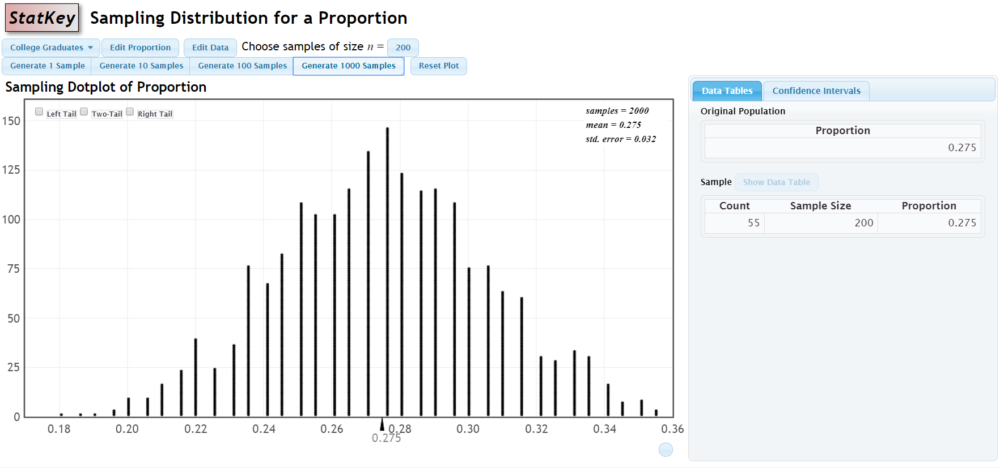 StatKey Sampling Distribution for a Proportion
College Graduates Edit Proportion Edit Data Choose samples of size n = 200
Generate 1 Sample Generate 10 Samples Generate 100 Samples Generate 1000 Samples Reset Plot
Sampling Dotplot of Proportion
Left Tail Two-Tail Right Tail
samples = 2000
mean = 0.275
std. error = 0.032
150
125
100
75
50
25
0
0.18 0.20 0.22 0.24 0.26 0.28 0.30 0.32 0.34 0.36
0.275
Data Tables Confidence Intervals
Original Population
Proportion
0.275
Sample Show Data Table
Count Sample Size Proportion
55 200 0.275